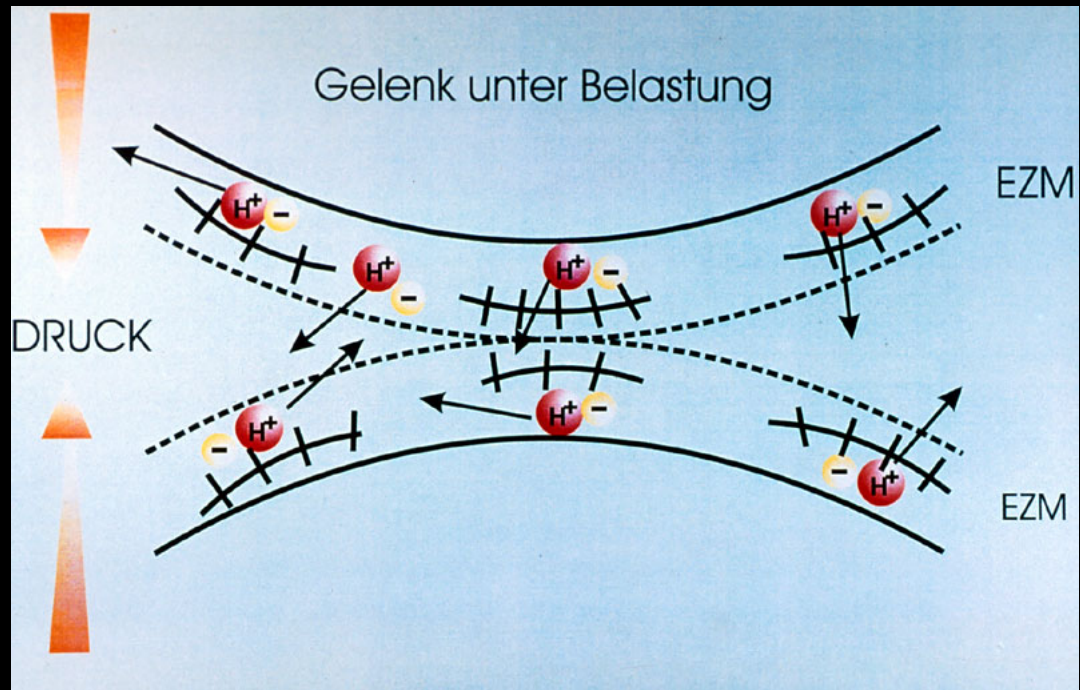 Gelenk unter Belastung
EZM
DRUCK
EZM
H+ −
H+ −
H+ −
H+ −
H+ −
H+ −
H+ −